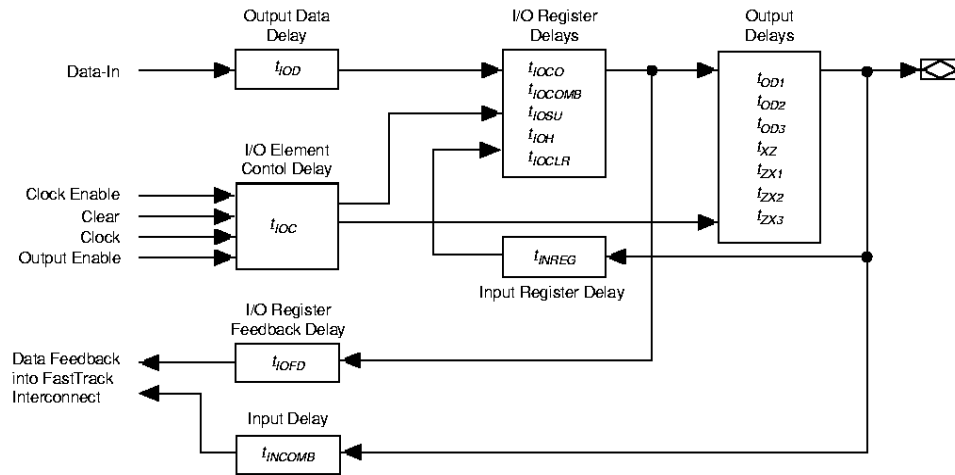 Output Data
Delay
I/O Register
Delays
Output
Delays
Data-In
tIOD
tIOCO
tIOCOMB
tIOSU
tIOH
tIOCLR
tOD1
tOD2
tOD3
tXZ
tZX1
tZX2
tZX3
I/O Element
Contol Delay
Clock Enable
Clear
Clock
Output Enable
tIOC
tINREG
Input Register Delay
I/O Register
Feedback Delay
Data Feedback
into FastTrack
Interconnect
tIOFD
Input Delay
tINCOMB